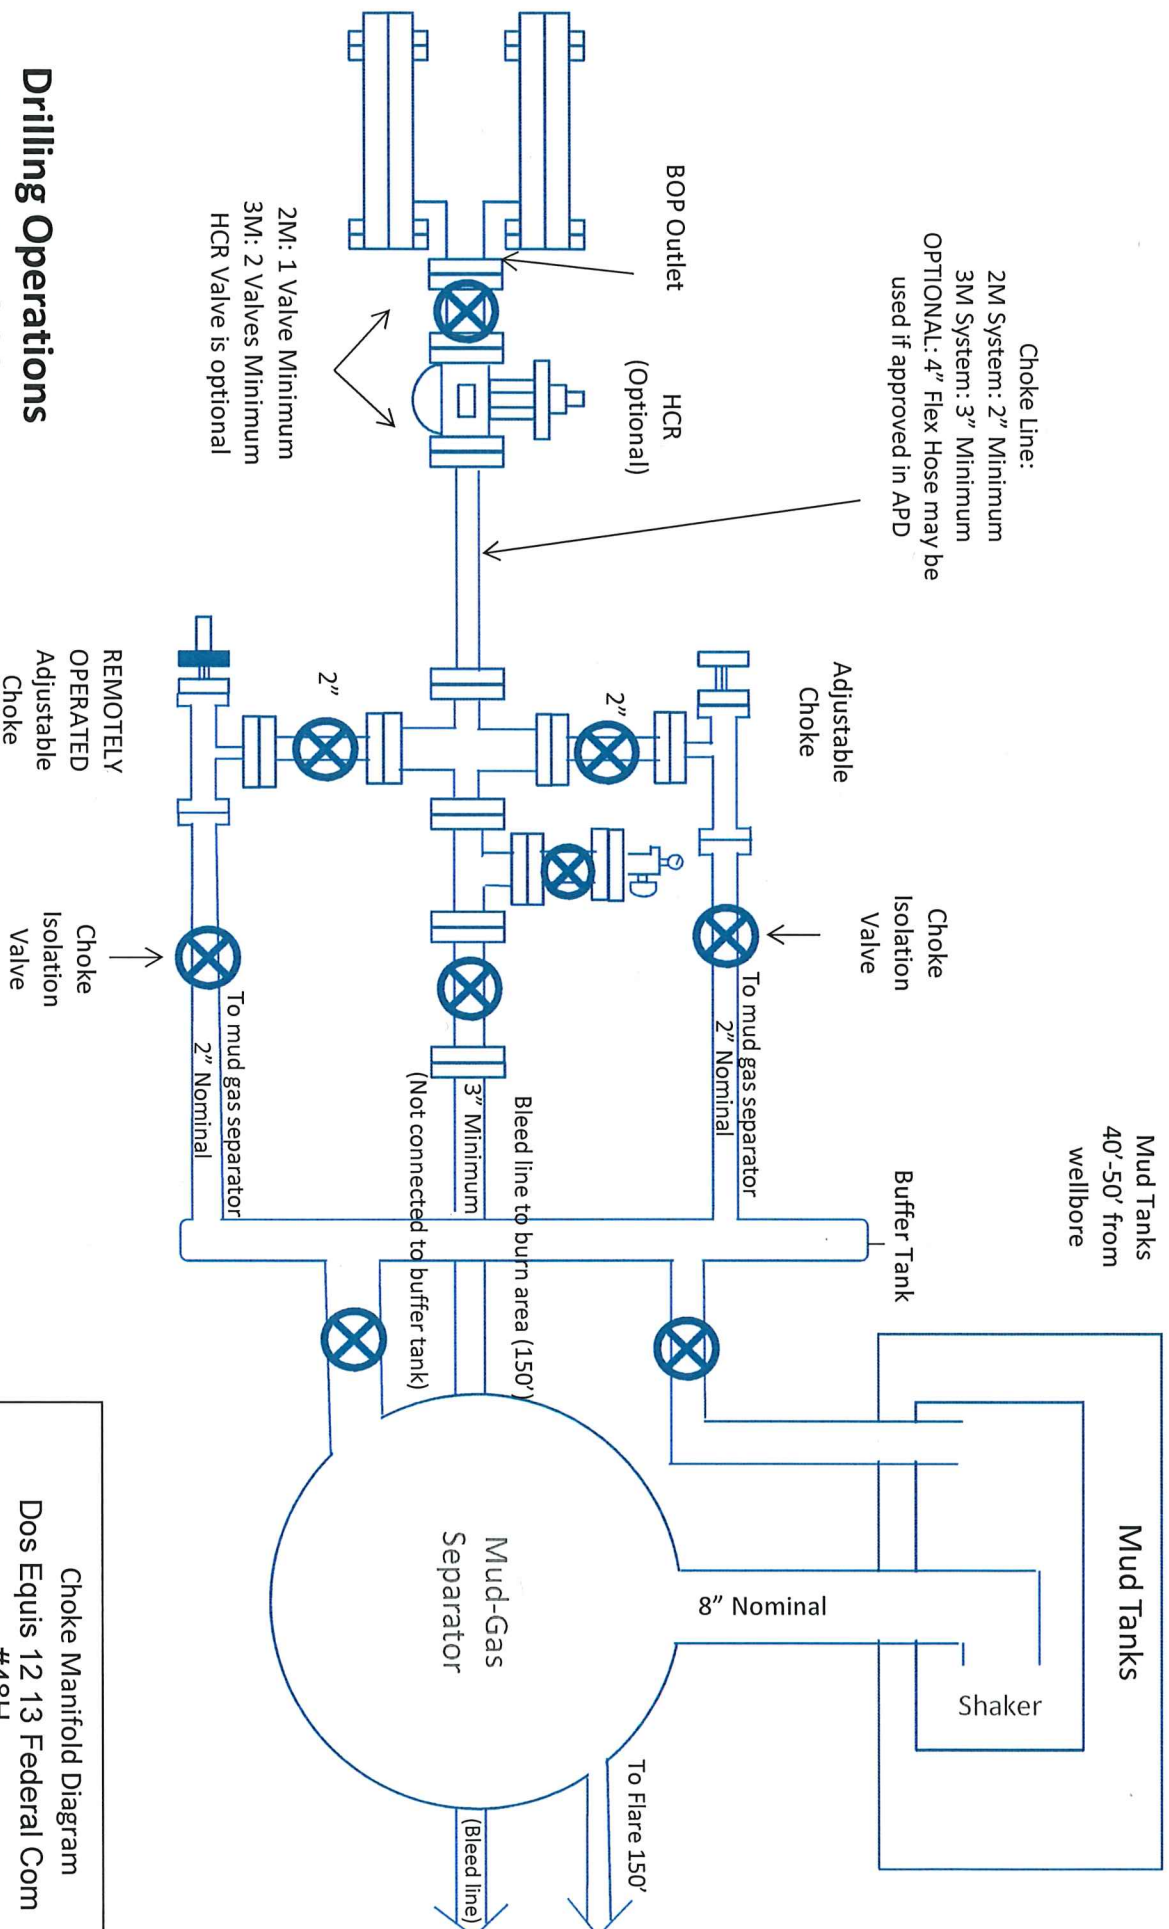 Mud Tanks
40'-50' from
wellbore
Mud Tanks
Shaker
8" Nominal
Choke Line:
2M System: 2" Minimum
3M System: 3" Minimum
OPTIONAL: 4" Flex Hose may be
used if approved in APD
BOP Outlet
HCR
(Optional)
Adjustable
Choke
Choke
Isolation
Valve
Buffer Tank
To mud gas separator
2" Nominal
2"
Bleed line to burn area (150')
3" Minimum
(Not connected to buffer tank)
Mud-Gas
Separator
To Flare 150'
(Bleed line)
2M: 1 Valve Minimum
3M: 2 Valves Minimum
HCR Valve is optional
2"
To mud gas separator
2" Nominal
REMOTELY
OPERATED
Adjustable
Choke
Choke
Isolation
Valve
Drilling Operations
Choke Manifold Diagram
Dos Equis 12 13 Federal Com